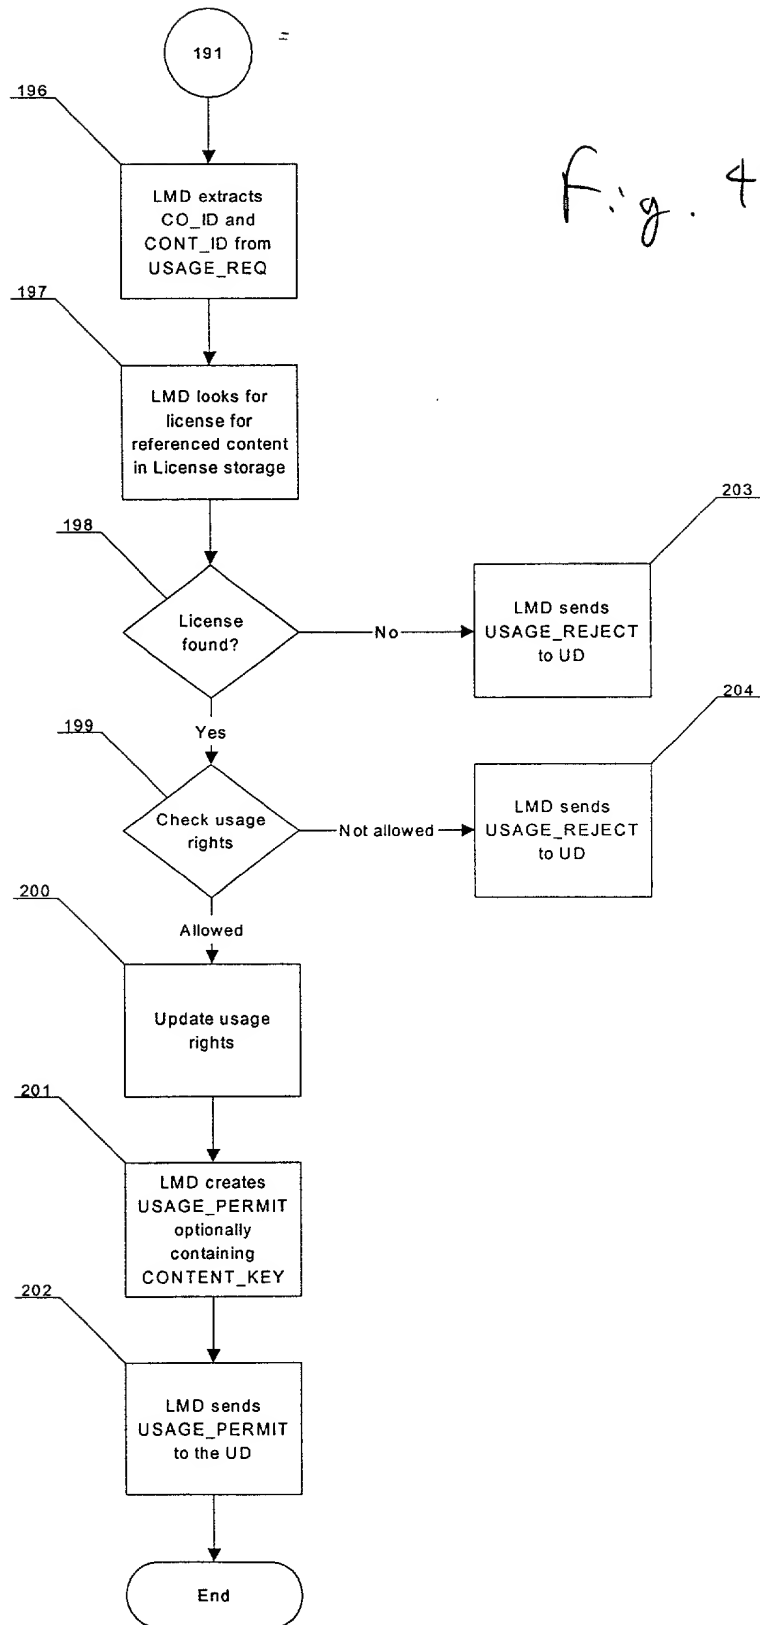 191
196
Fig. 4
LMD extracts
CO_ID and
CONT_ID from
USAGE_REQ
197
LMD looks for
license for
referenced content
in License storage
203
198
License
found?
No
LMD sends
USAGE_REJECT
to UD
204
Yes
199
Check usage
rights
Not allowed
LMD sends
USAGE_REJECT
to UD
200
Allowed
Update usage
rights
201
LMD creates
USAGE_PERMIT
optionally
containing
CONTENT_KEY
202
LMD sends
USAGE_PERMIT
to the UD
End